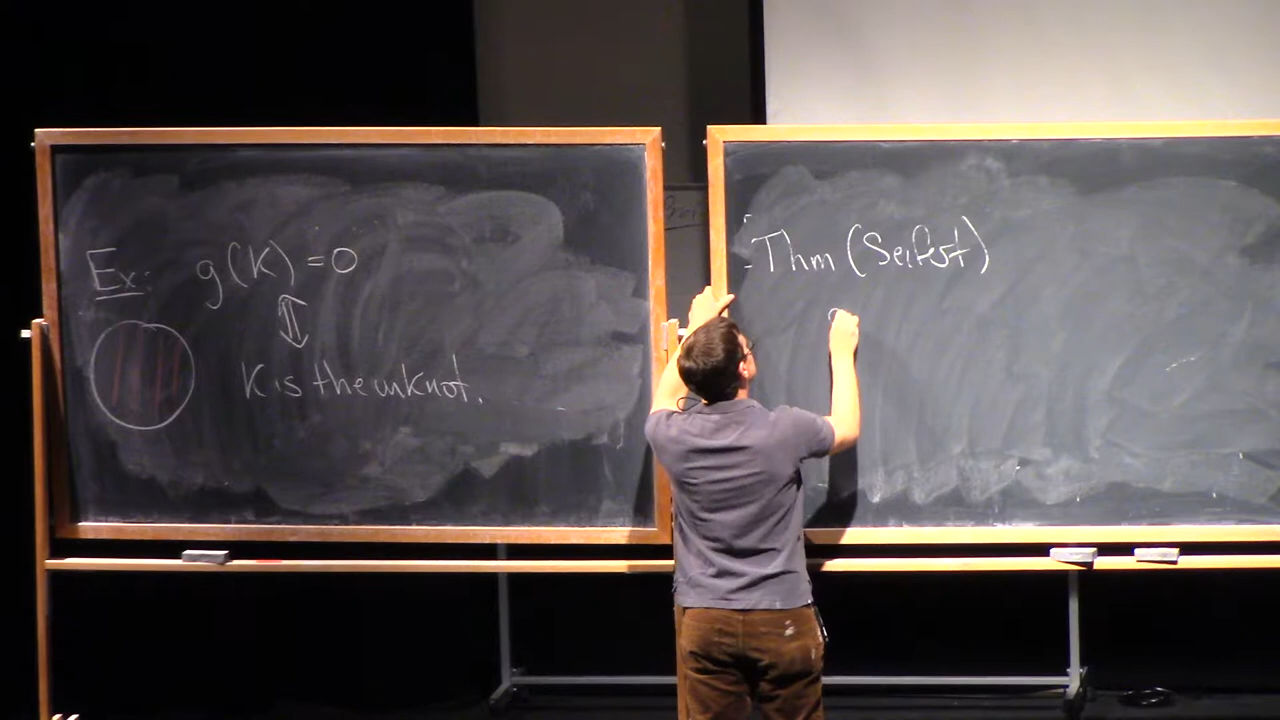 Ex: g(K) = 0
⇕
K is the unknot.
Thm (Seifert)